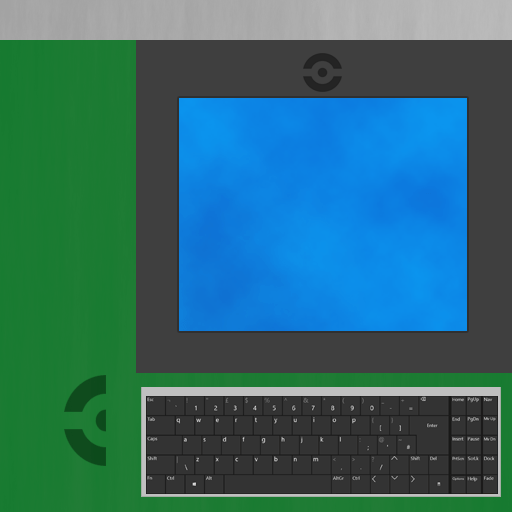 Esc 1 2 3 4 5 6 7 8 9 0 - = Home PgUp Nav
Tab q w e r t y u i o p [ ] Enter End PgDn Mv Up
Caps a s d f g h j k l ; ' # Insert Pause Mv Dn
Shift \ z x c v b n m , . / Shift Del PrtScn ScrLk Dock
Fn Ctrl Alt AltGr Ctrl Options Help Fade